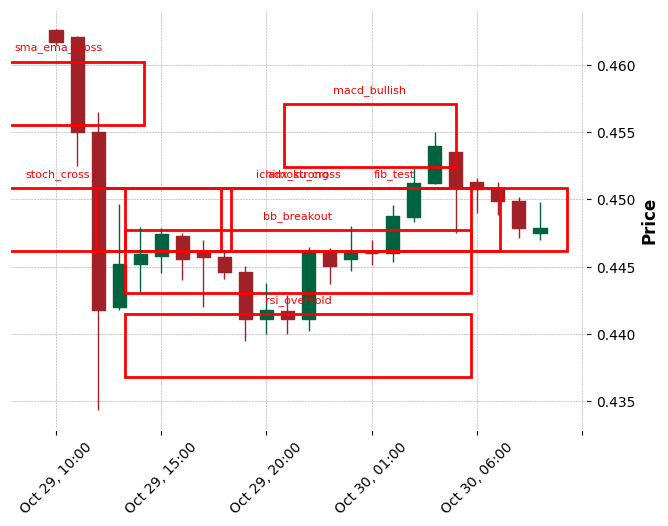 sma_ema_cross
0.460
macd_bullish
0.455
stoch_cross
fib_test
0.450
bb_breakout
0.445
rsi_oversold
0.440
0.435
Price
Oct 29, 10:00
Oct 29, 15:00
Oct 29, 20:00
Oct 30, 01:00
Oct 30, 06:00